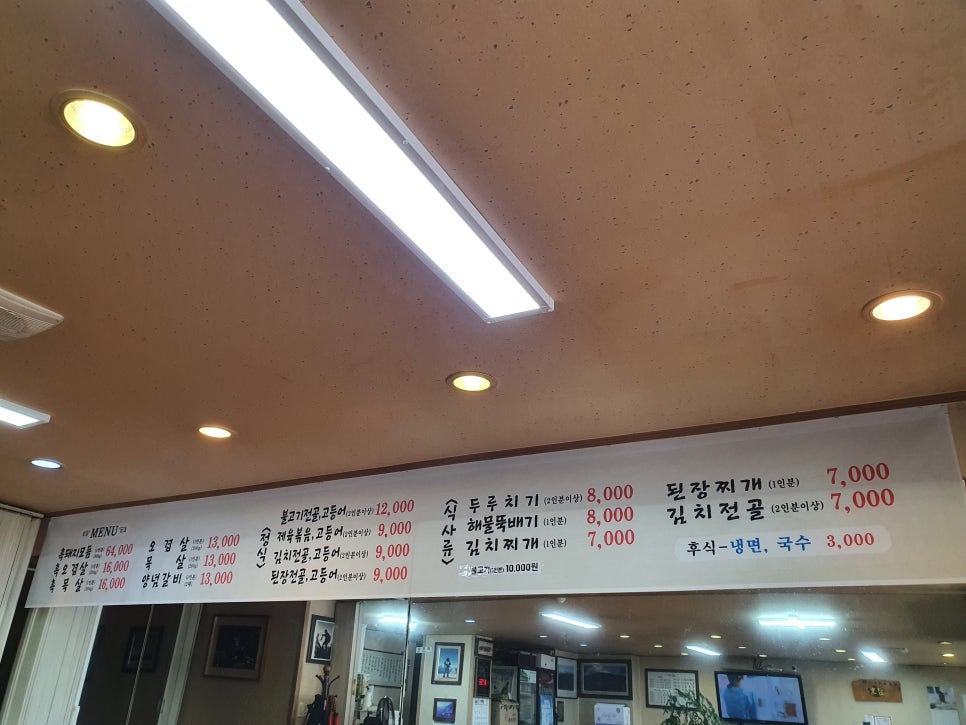 MENU
흑돼지모둠 64,000
흑오겹살 16,000
흑목살 16,000
오겹살 13,000
목살 13,000
양념갈비 13,000
<정식>
불고기전골,고등어(2인분이상) 12,000
제육볶음,고등어(2인분이상) 9,000
김치전골,고등어(2인분이상) 9,000
된장전골,고등어(2인분이상) 9,000
<식사류>
두루치기(2인분이상) 8,000
해물뚝배기(1인분) 8,000
김치찌개(1인분) 7,000
불고기(1인분) 10,000원
된장찌개(1인분) 7,000
김치전골(2인분이상) 7,000
후식-냉면, 국수 3,000